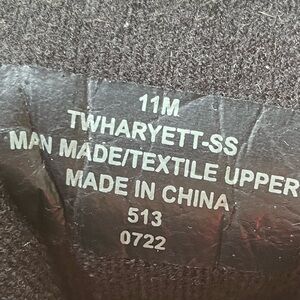 11M
TWHARYETT-SS
MAN MADE/TEXTILE UPPER
MADE IN CHINA
513
0722